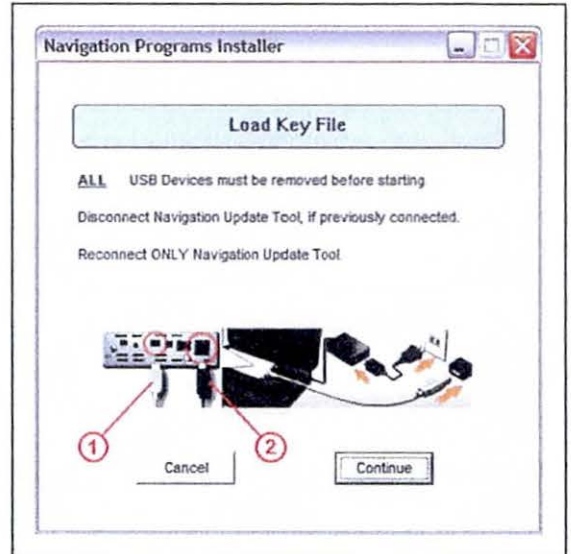 Navigation Programs Installer
Load Key File
ALL USB Devices must be removed before starting
Disconnect Navigation Update Tool, if previously connected.
Reconnect ONLY Navigation Update Tool
1 2
Cancel Continue